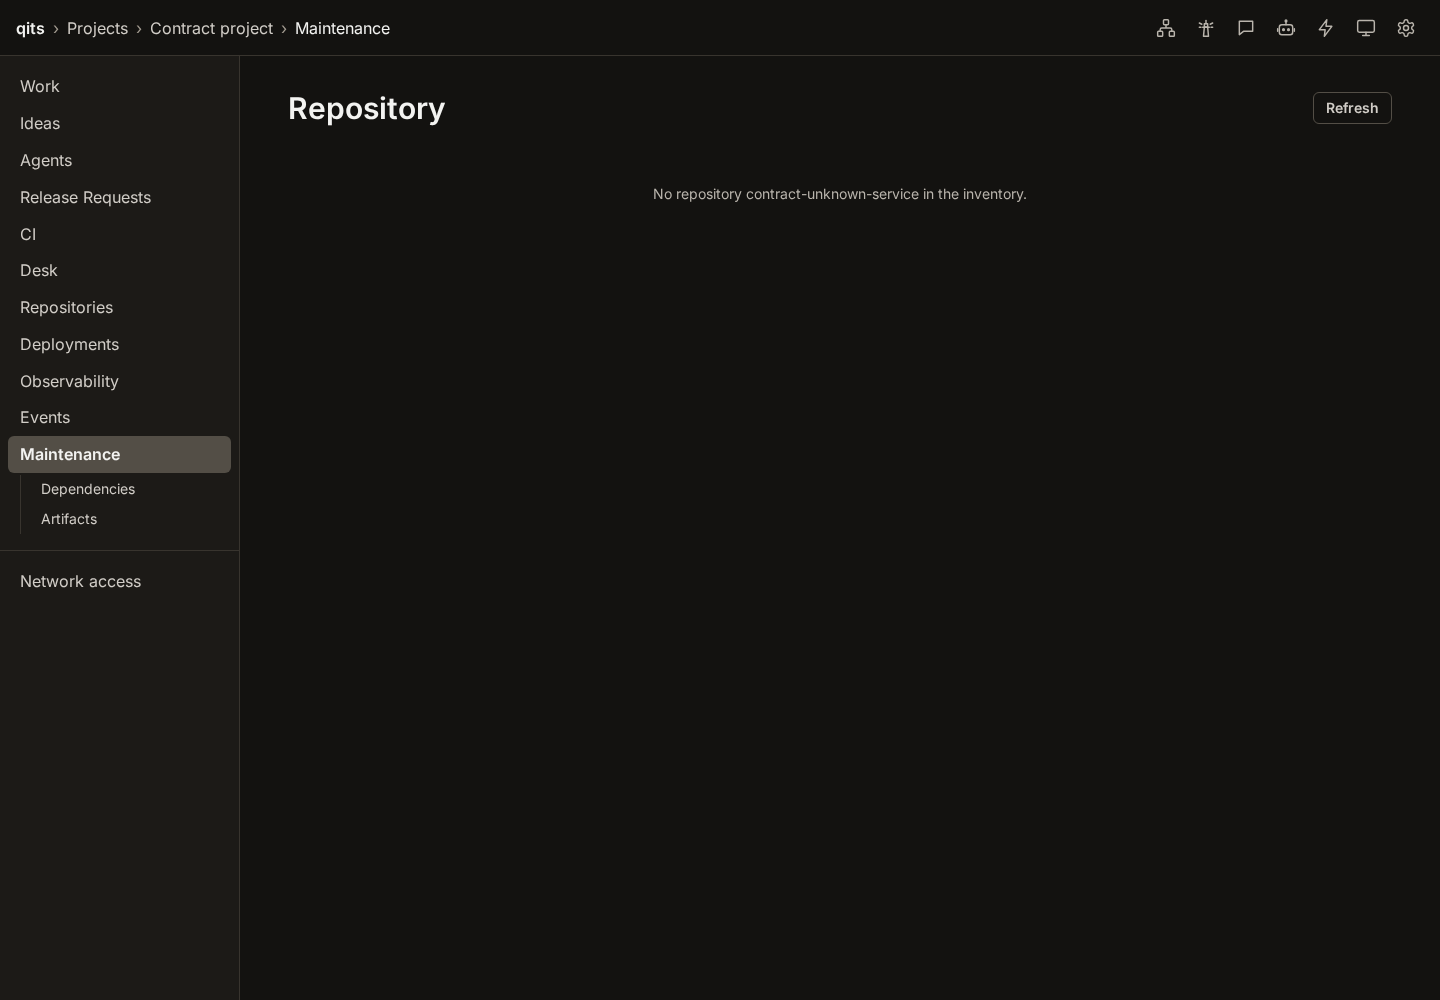 qits › Projects › Contract project › Maintenance
Work
Ideas
Agents
Release Requests
CI
Desk
Repositories
Deployments
Observability
Events
Maintenance
Dependencies
Artifacts
Network access
Repository
Refresh
No repository contract-unknown-service in the inventory.